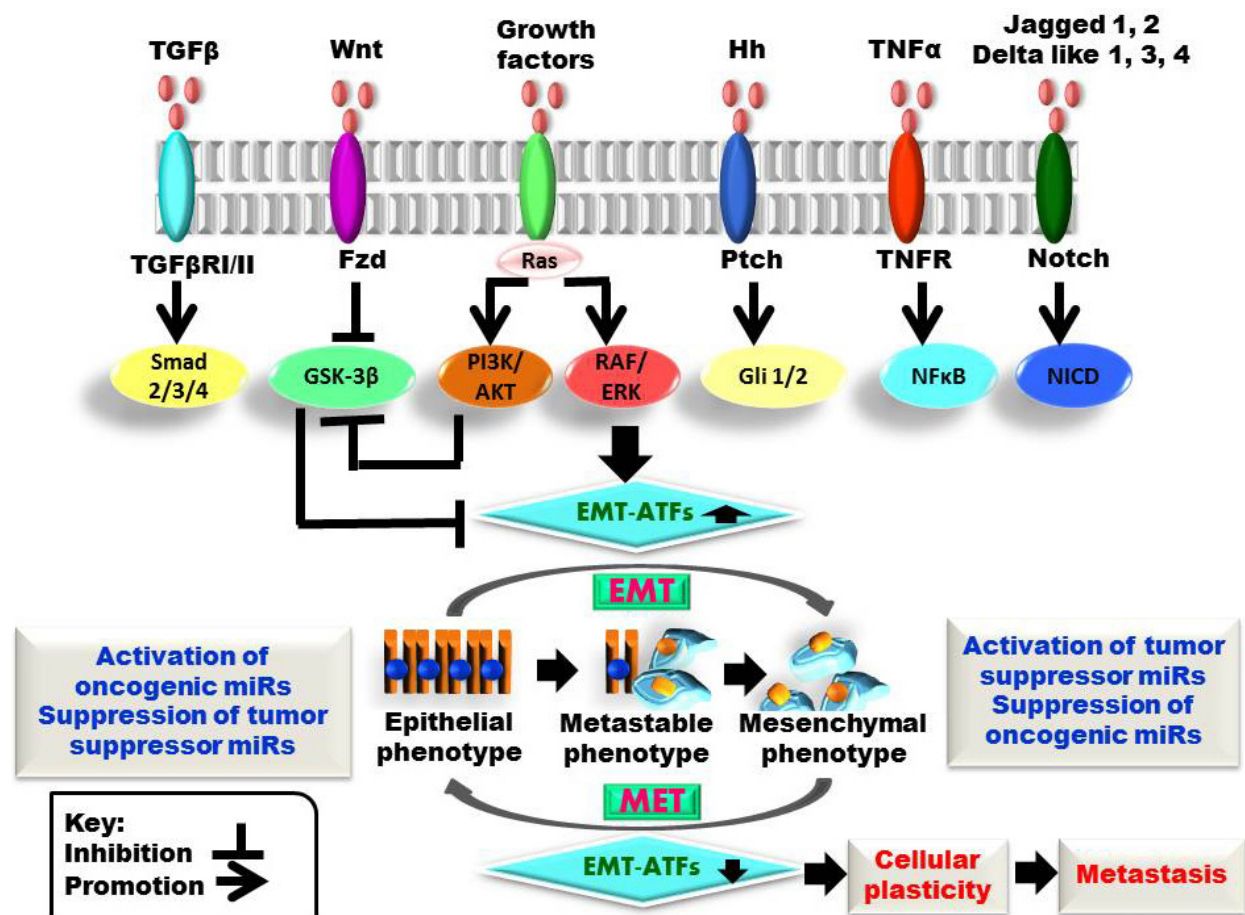 TGFβ
Wnt
Growth
factors
Hh
TNFα
Jagged 1, 2
Delta like 1, 3, 4
TGFβRI/II
Fzd
Ras
Ptch
TNFR
Notch
Smad
2/3/4
GSK-3β
PI3K/
AKT
RAF/
ERK
Gli 1/2
NFκB
NICD
EMT-ATFs
EMT
Activation of
oncogenic miRs
Suppression of tumor
suppressor miRs
Epithelial
phenotype
Metastable
phenotype
Mesenchymal
phenotype
Activation of tumor
suppressor miRs
Suppression of
oncogenic miRs
MET
Key:
Inhibition
Promotion
EMT-ATFs
Cellular
plasticity
Metastasis